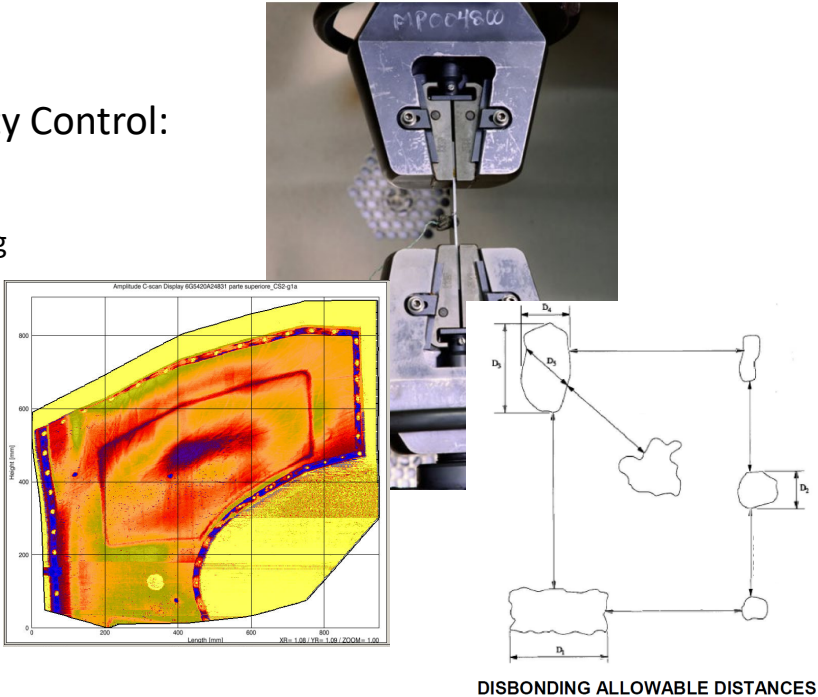 y Control:
g
MP004800
Amplitude C-scan Display 6G5420A24831 parte superiore_CS2-g1a
Height [mm]
800
600
400
200
0
0
200
400
600
800
Length [mm]
XR= 1.08 / YR= 1.09 / ZOOM= 1.00
D₄
D₅
D₃
D₂
D₁
DISBONDING ALLOWABLE DISTANCES